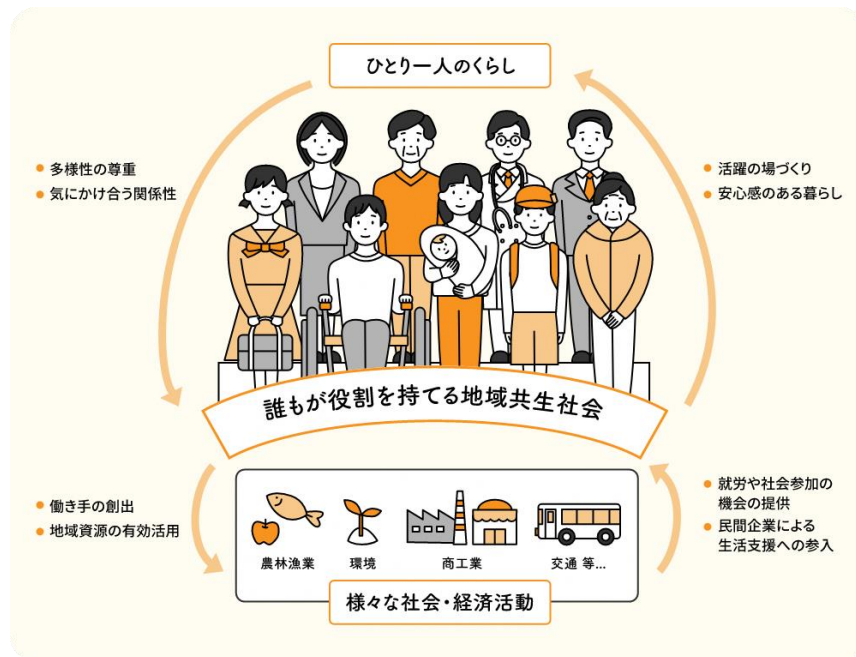 ひとり一人のくらし
● 多様性の尊重
● 気にかけ合う関係性
● 活躍の場づくり
● 安心感のある暮らし
誰もが役割を持てる地域共生社会
● 働き手の創出
● 地域資源の有効活用
● 就労や社会参加の
機会の提供
● 民間企業による
生活支援への参入
農林漁業
環境
商工業
交通 等...
様々な社会・経済活動